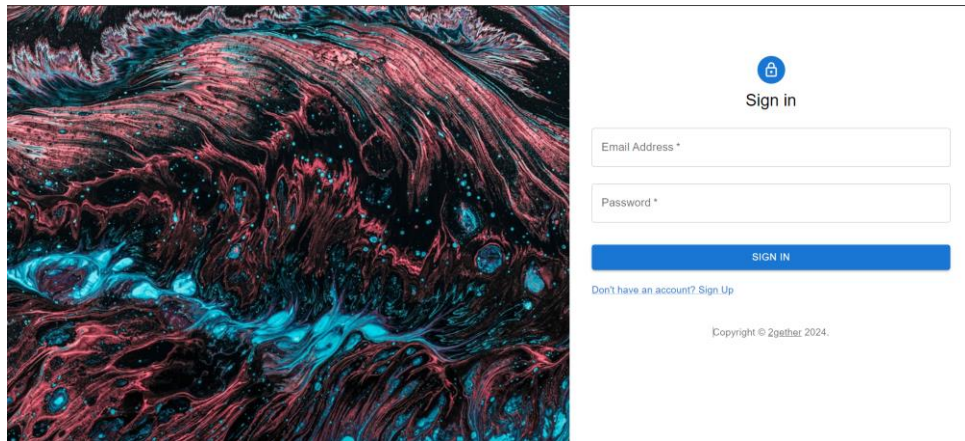 Sign in
Email Address *
Password *
SIGN IN
Don't have an account? Sign Up
Copyright © 2gether 2024.